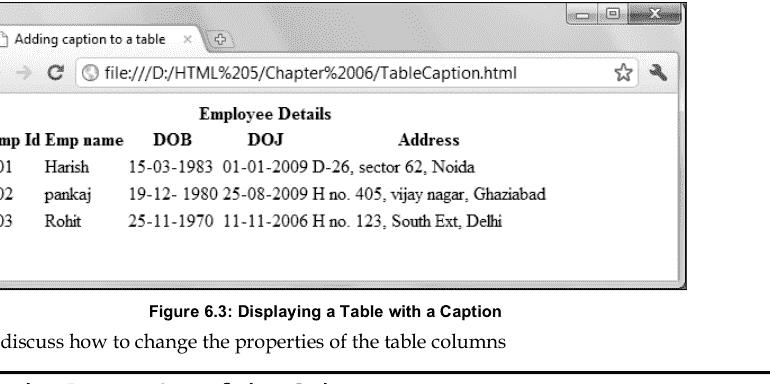 Adding caption to a table
file:///D:/HTML%205/Chapter%2006/TableCaption.html
Employee Details
mp Id Emp name DOB DOJ Address
01 Harish 15-03-1983 01-01-2009 D-26, sector 62, Noida
02 pankaj 19-12- 1980 25-08-2009 H no. 405, vijay nagar, Ghaziabad
03 Rohit 25-11-1970 11-11-2006 H no. 123, South Ext, Delhi
Figure 6.3: Displaying a Table with a Caption
discuss how to change the properties of the table columns